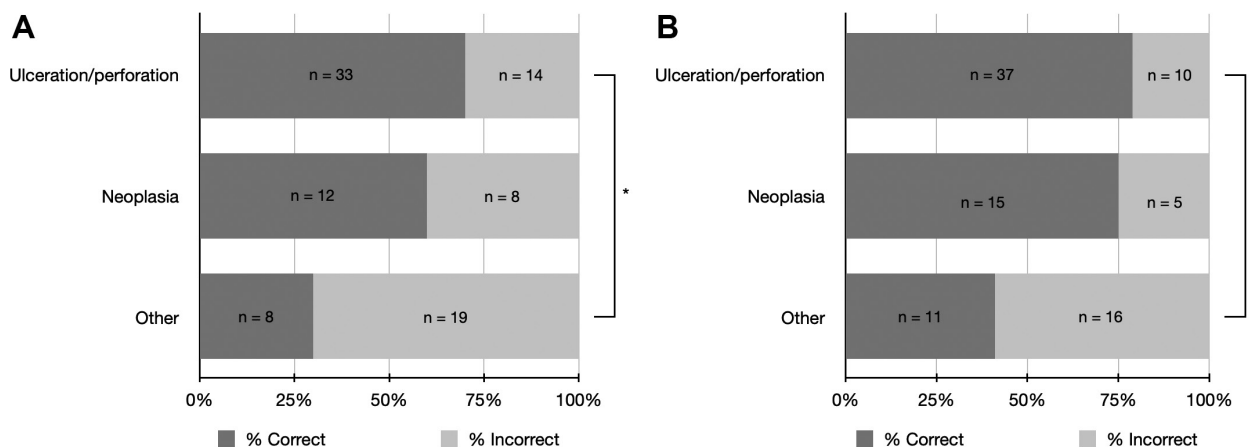 A
Ulceration/perforation
n = 33
n = 14
Neoplasia
n = 12
n = 8
*
Other
n = 8
n = 19
0%
25%
50%
75%
100%
% Correct
% Incorrect
B
Ulceration/perforation
n = 37
n = 10
Neoplasia
n = 15
n = 5
Other
n = 11
n = 16
0%
25%
50%
75%
100%
% Correct
% Incorrect